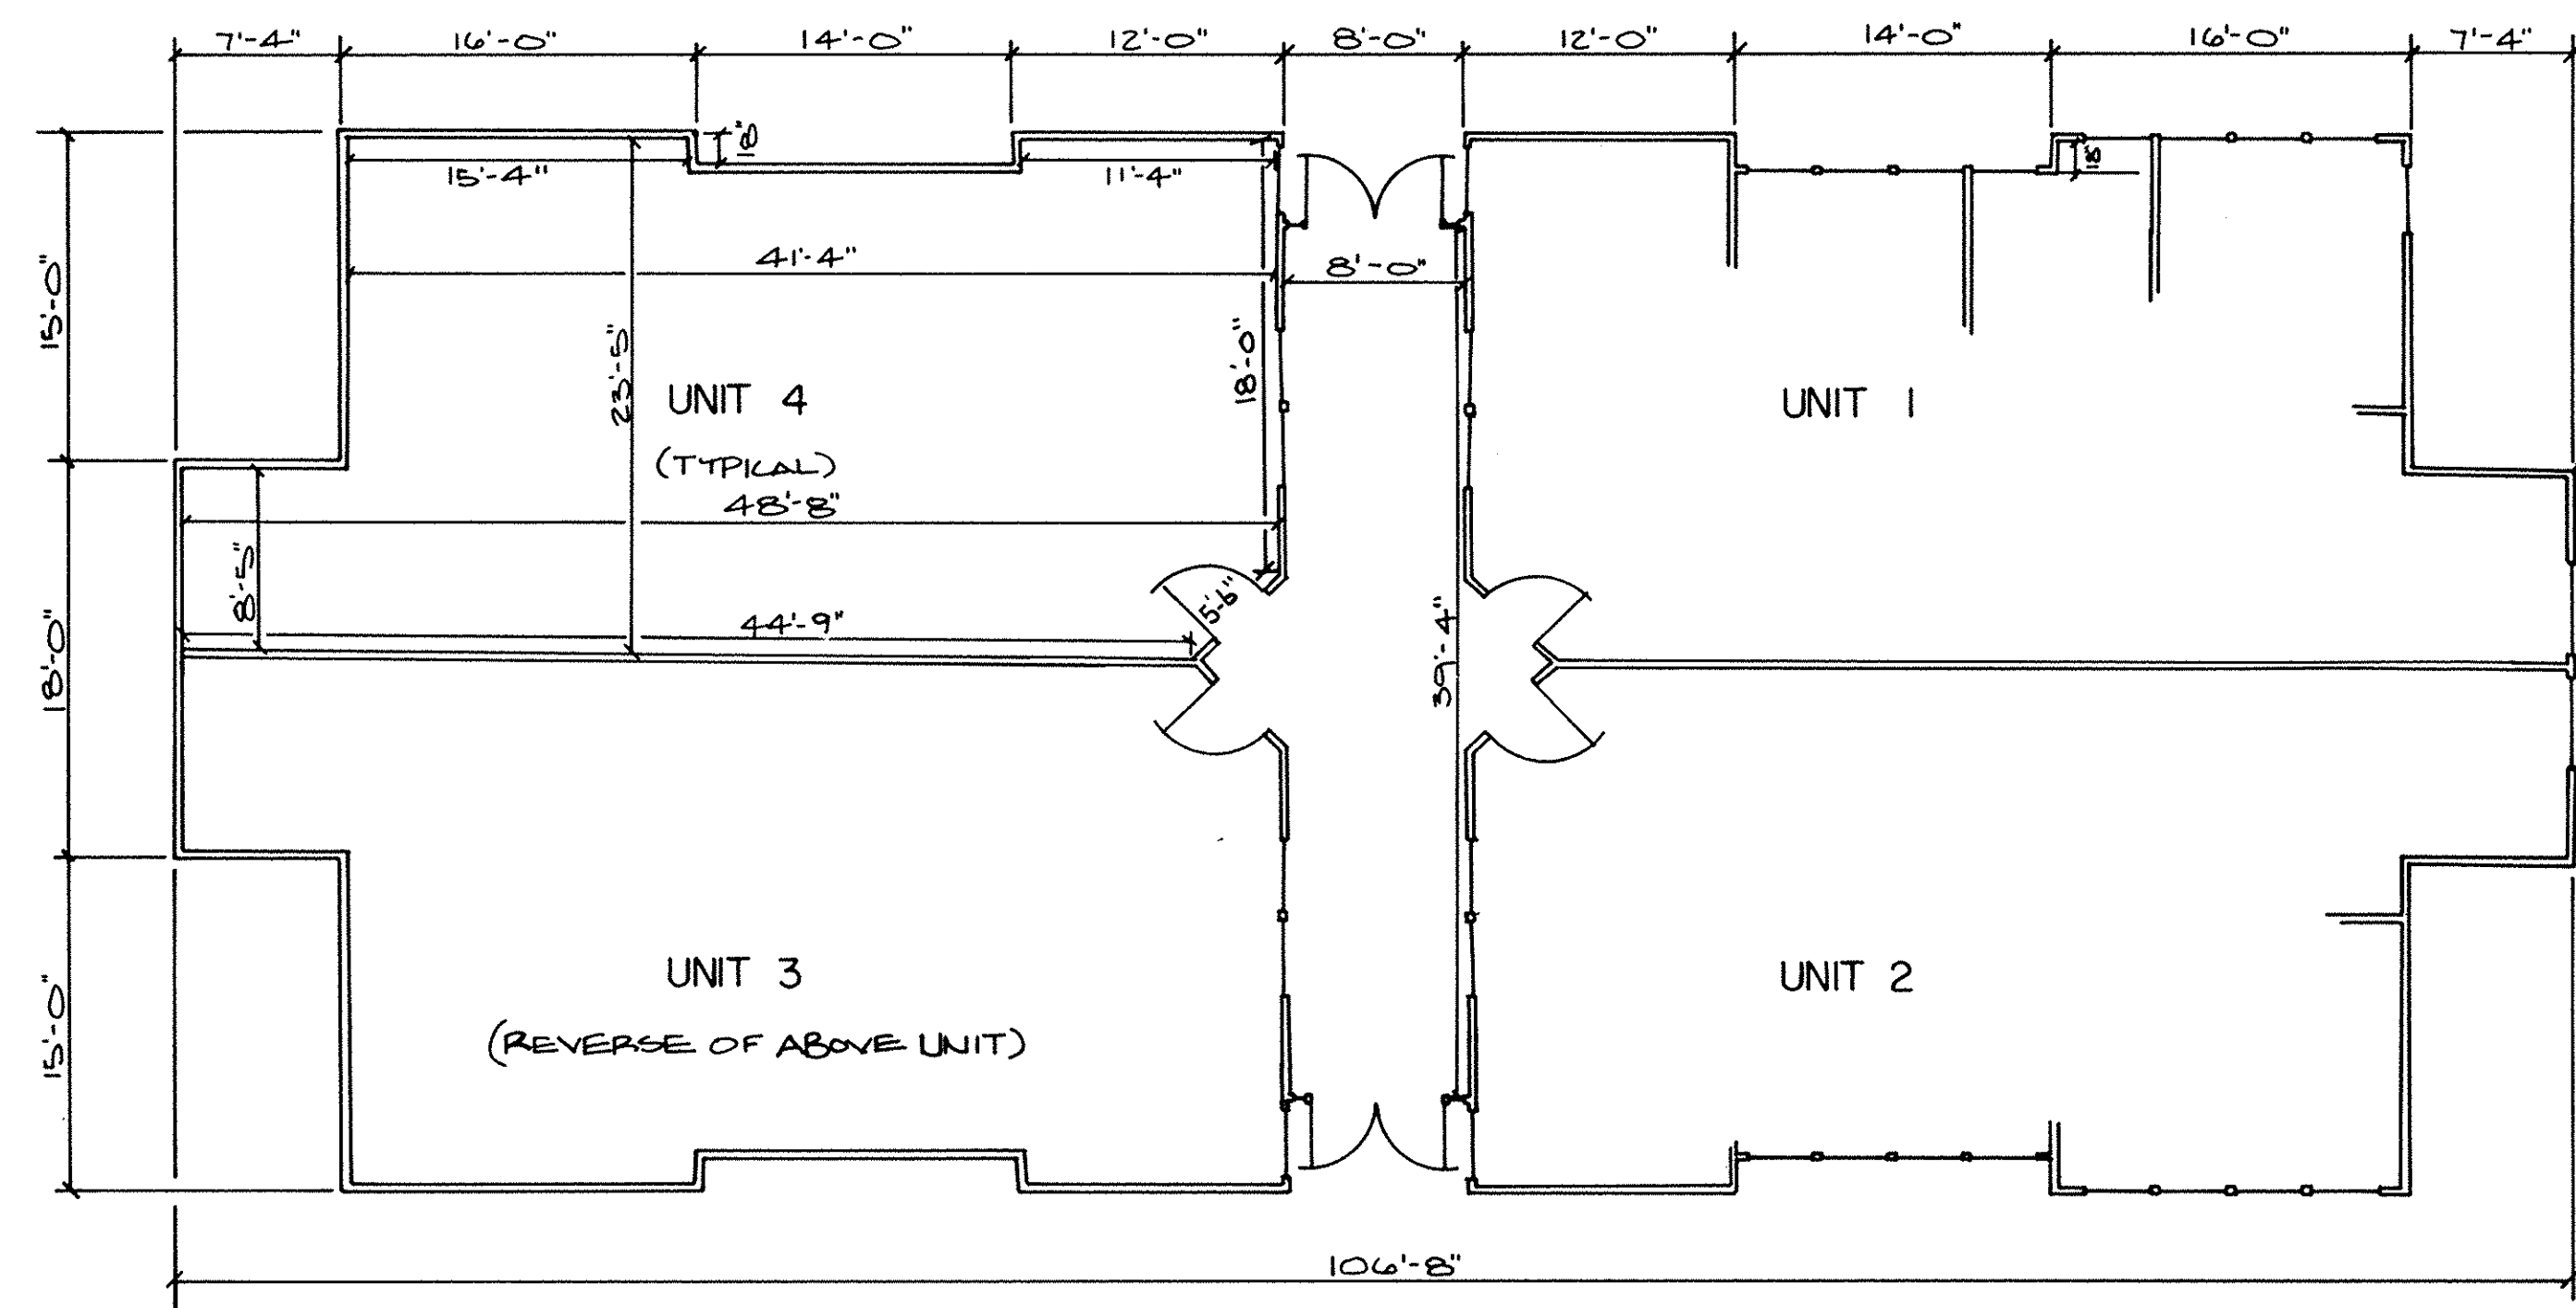 7'-4" 16'-0" 14'-0" 12'-0" 8'-0" 12'-0" 14'-0" 16'-0" 7'-4"
15'-4"
11'-4"
41'-4"
8'-0"
15'-0"
23'-5"
18'-0"
UNIT 4
UNIT 1
(TYPICAL)
48'-8"
8'-5"
5'-6"
44'-9"
39'-4"
18'-0"
UNIT 3
UNIT 2
(REVERSE OF ABOVE UNIT)
15'-0"
106'-8"